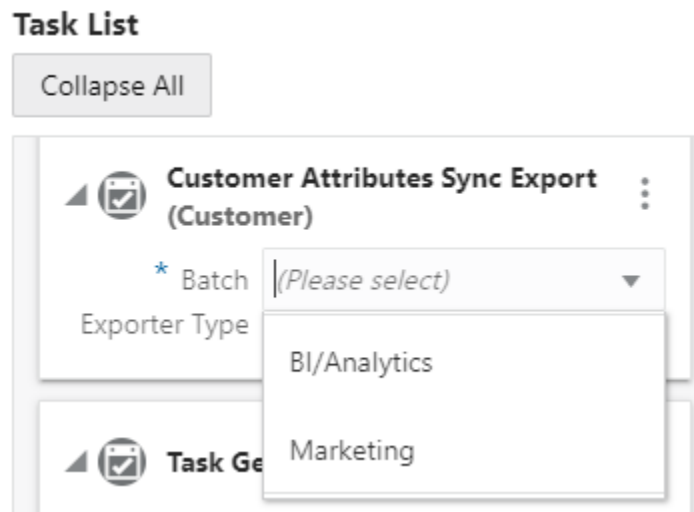 Task List
Collapse All
Customer Attributes Sync Export
(Customer)
* Batch (Please select)
Exporter Type
BI/Analytics
Marketing
Task Ge